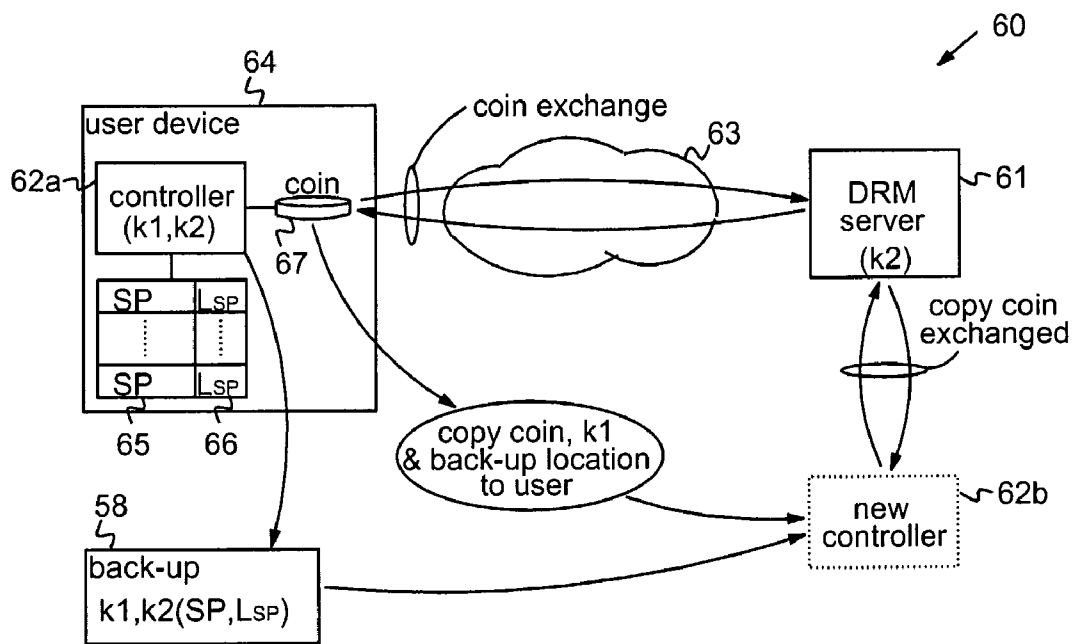 60
64
user device
coin exchange
63
62a
controller
(k1,k2)
coin
67
DRM
server
(k2)
61
SP LSP
SP LSP
65 66
copy coin
exchanged
copy coin, k1
& back-up location
to user
62b
new
controller
58
back-up
k1,k2(SP,LSP)